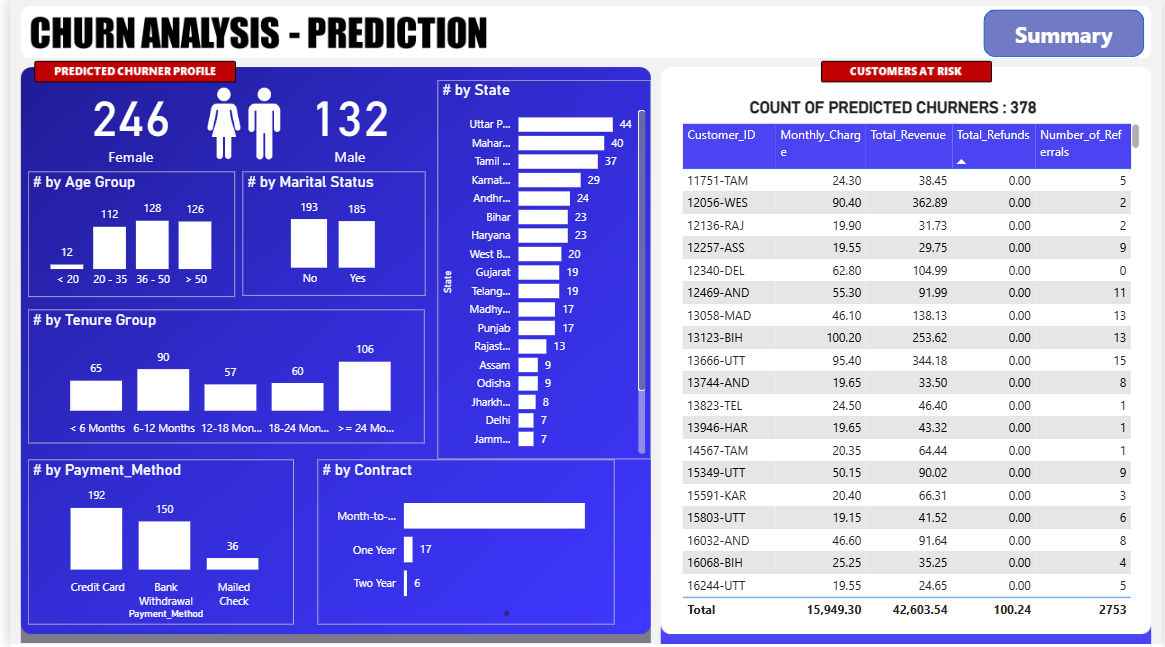 CHURN ANALYSIS - PREDICTION
Summary
PREDICTED CHURNER PROFILE
246
Female
132
Male
# by Age Group
12 112 128 126
< 20 20 - 35 36 - 50 > 50
# by Marital Status
193 185
No Yes
# by Tenure Group
65 90 57 60 106
< 6 Months 6-12 Months 12-18 Mon... 18-24 Mon... >= 24 Mo...
# by Payment_Method
192 150 36
Credit Card Bank Withdrawal Mailed Check
Payment_Method
# by State
State
Uttar P... 44
Mahar... 40
Tamil ... 37
Karnat... 29
Andhr... 24
Bihar 23
Haryana 23
West B... 20
Gujarat 19
Telang... 19
Madhy... 17
Punjab 17
Rajast... 13
Assam 9
Odisha 9
Jharkh... 8
Delhi 7
Jamm... 7
# by Contract
Month-to-...
One Year 17
Two Year 6
#
CUSTOMERS AT RISK
COUNT OF PREDICTED CHURNERS : 378
Customer_ID Monthly_Charge Total_Revenue Total_Refunds Number_of_Referrals
11751-TAM 24.30 38.45 0.00 5
12056-WES 90.40 362.89 0.00 2
12136-RAJ 19.90 31.73 0.00 2
12257-ASS 19.55 29.75 0.00 9
12340-DEL 62.80 104.99 0.00 0
12469-AND 55.30 91.99 0.00 11
13058-MAD 46.10 138.13 0.00 13
13123-BIH 100.20 253.62 0.00 13
13666-UTT 95.40 344.18 0.00 15
13744-AND 19.65 33.50 0.00 8
13823-TEL 24.50 46.40 0.00 1
13946-HAR 19.65 43.32 0.00 1
14567-TAM 20.35 64.44 0.00 1
15349-UTT 50.15 90.02 0.00 9
15591-KAR 20.40 66.31 0.00 3
15803-UTT 19.15 41.52 0.00 6
16032-AND 46.60 91.64 0.00 8
16068-BIH 25.25 35.25 0.00 4
16244-UTT 19.55 24.65 0.00 5
Total 15,949.30 42,603.54 100.24 2753